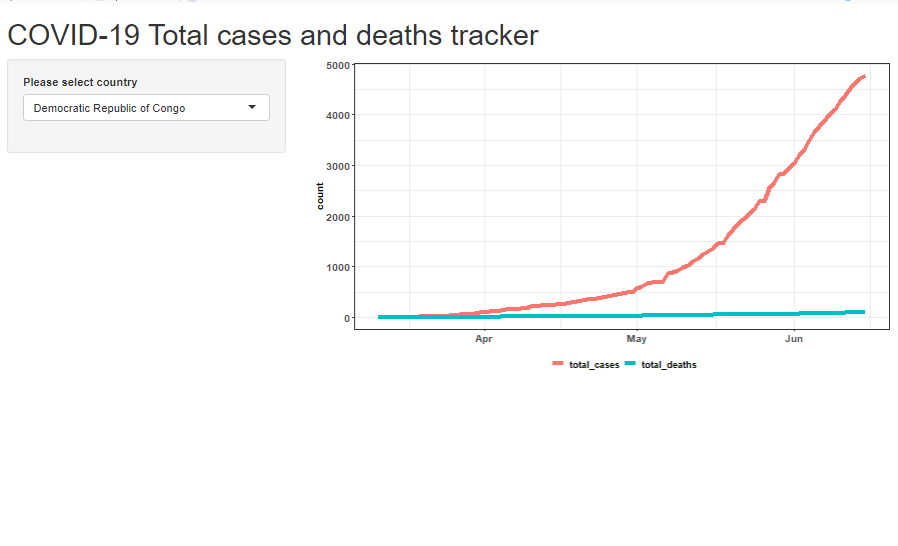 COVID-19 Total cases and deaths tracker
Please select country
Democratic Republic of Congo
5000
4000
3000
2000
1000
0
count
Apr May Jun
total_cases total_deaths